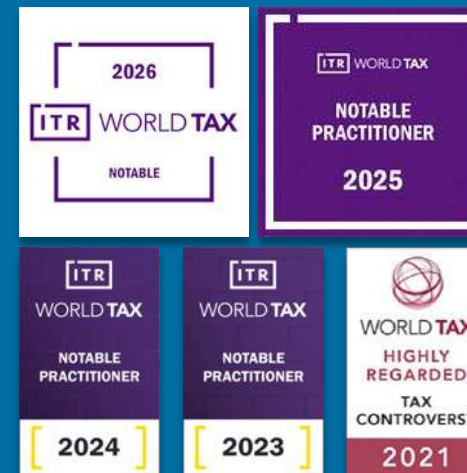 2026
ITR WORLD TAX
NOTABLE
ITR WORLD TAX
NOTABLE
PRACTITIONER
2025
ITR
WORLD TAX
NOTABLE
PRACTITIONER
[ 2024 ]
ITR
WORLD TAX
NOTABLE
PRACTITIONER
[ 2023 ]
WORLD TAX
HIGHLY
REGARDED
TAX
CONTROVERSY
2021